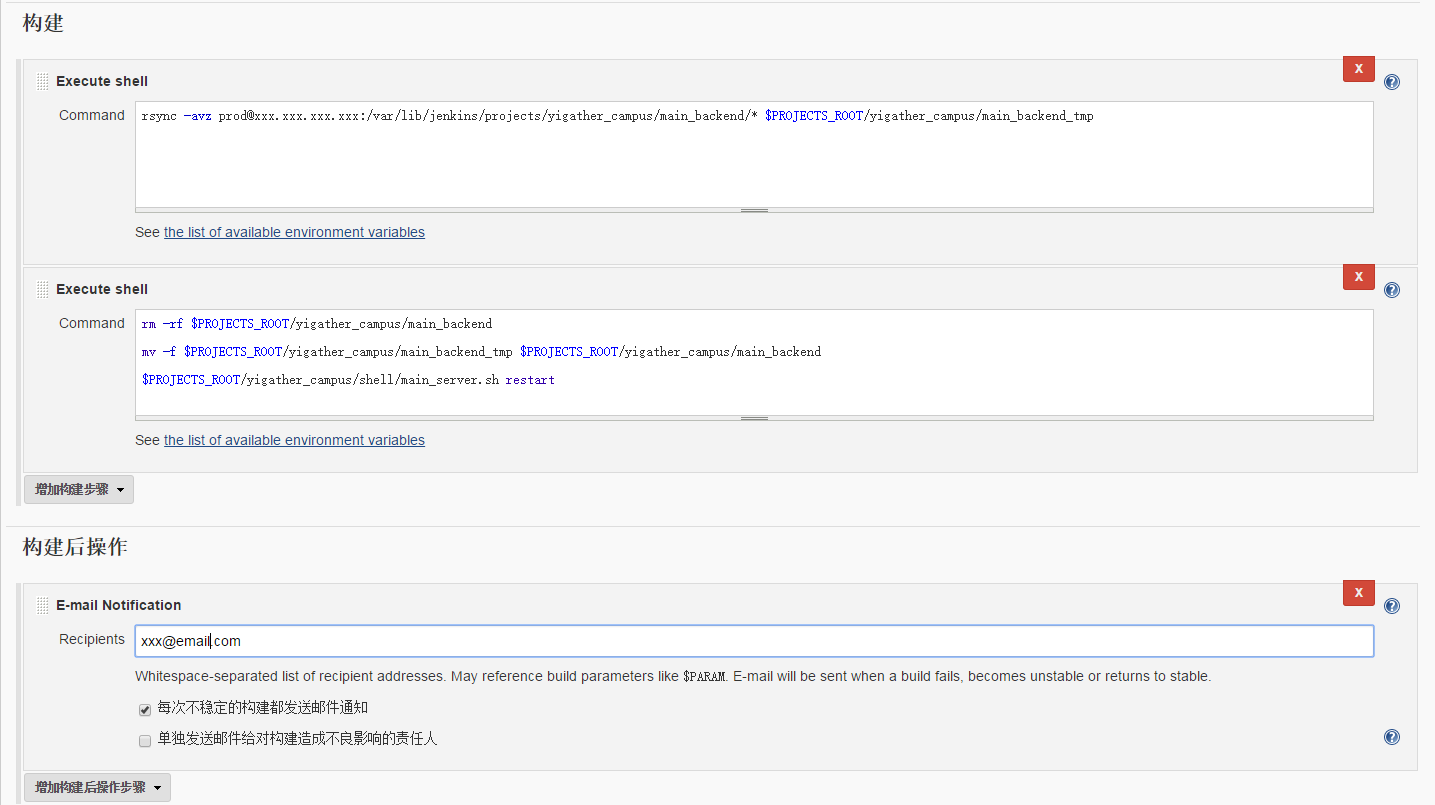 构建
X
Execute shell
?
Command
rsync -avz prod@xxx.xxx.xxx.xxx:/var/lib/jenkins/projects/yigather_campus/main_backend/* $PROJECTS_ROOT/yigather_campus/main_backend_tmp
See the list of available environment variables
X
Execute shell
?
Command
rm -rf $PROJECTS_ROOT/yigather_campus/main_backend
mv -f $PROJECTS_ROOT/yigather_campus/main_backend_tmp $PROJECTS_ROOT/yigather_campus/main_backend
$PROJECTS_ROOT/yigather_campus/shell/main_server.sh restart
See the list of available environment variables
增加构建步骤
构建后操作
X
E-mail Notification
?
Recipients
xxx@email.com
Whitespace-separated list of recipient addresses. May reference build parameters like $PARAM. E-mail will be sent when a build fails, becomes unstable or returns to stable.
每次不稳定的构建都发送邮件通知
单独发送邮件给对构建造成不良影响的责任人
?
增加构建后操作步骤